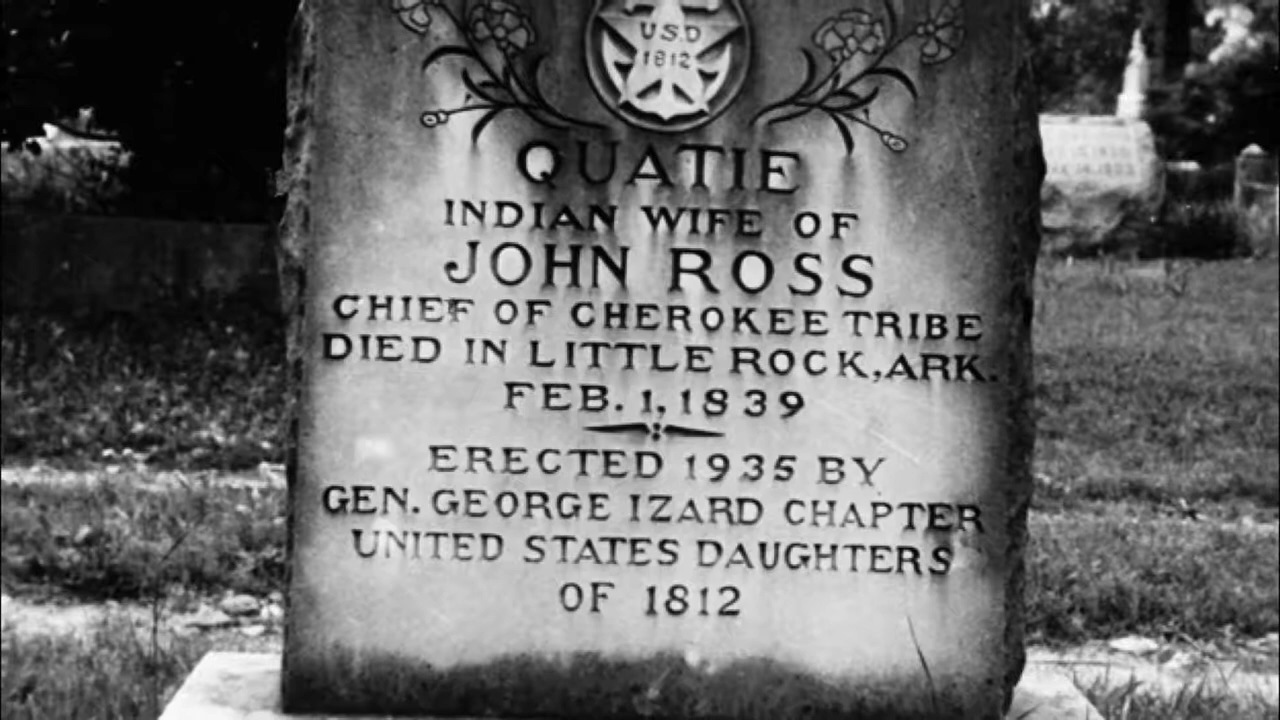 U.S.D
1812
QUATIE
INDIAN WIFE OF
JOHN ROSS
CHIEF OF CHEROKEE TRIBE
DIED IN LITTLE ROCK, ARK.
FEB. 1, 1839
ERECTED 1935 BY
GEN. GEORGE IZARD CHAPTER
UNITED STATES DAUGHTERS
OF 1812